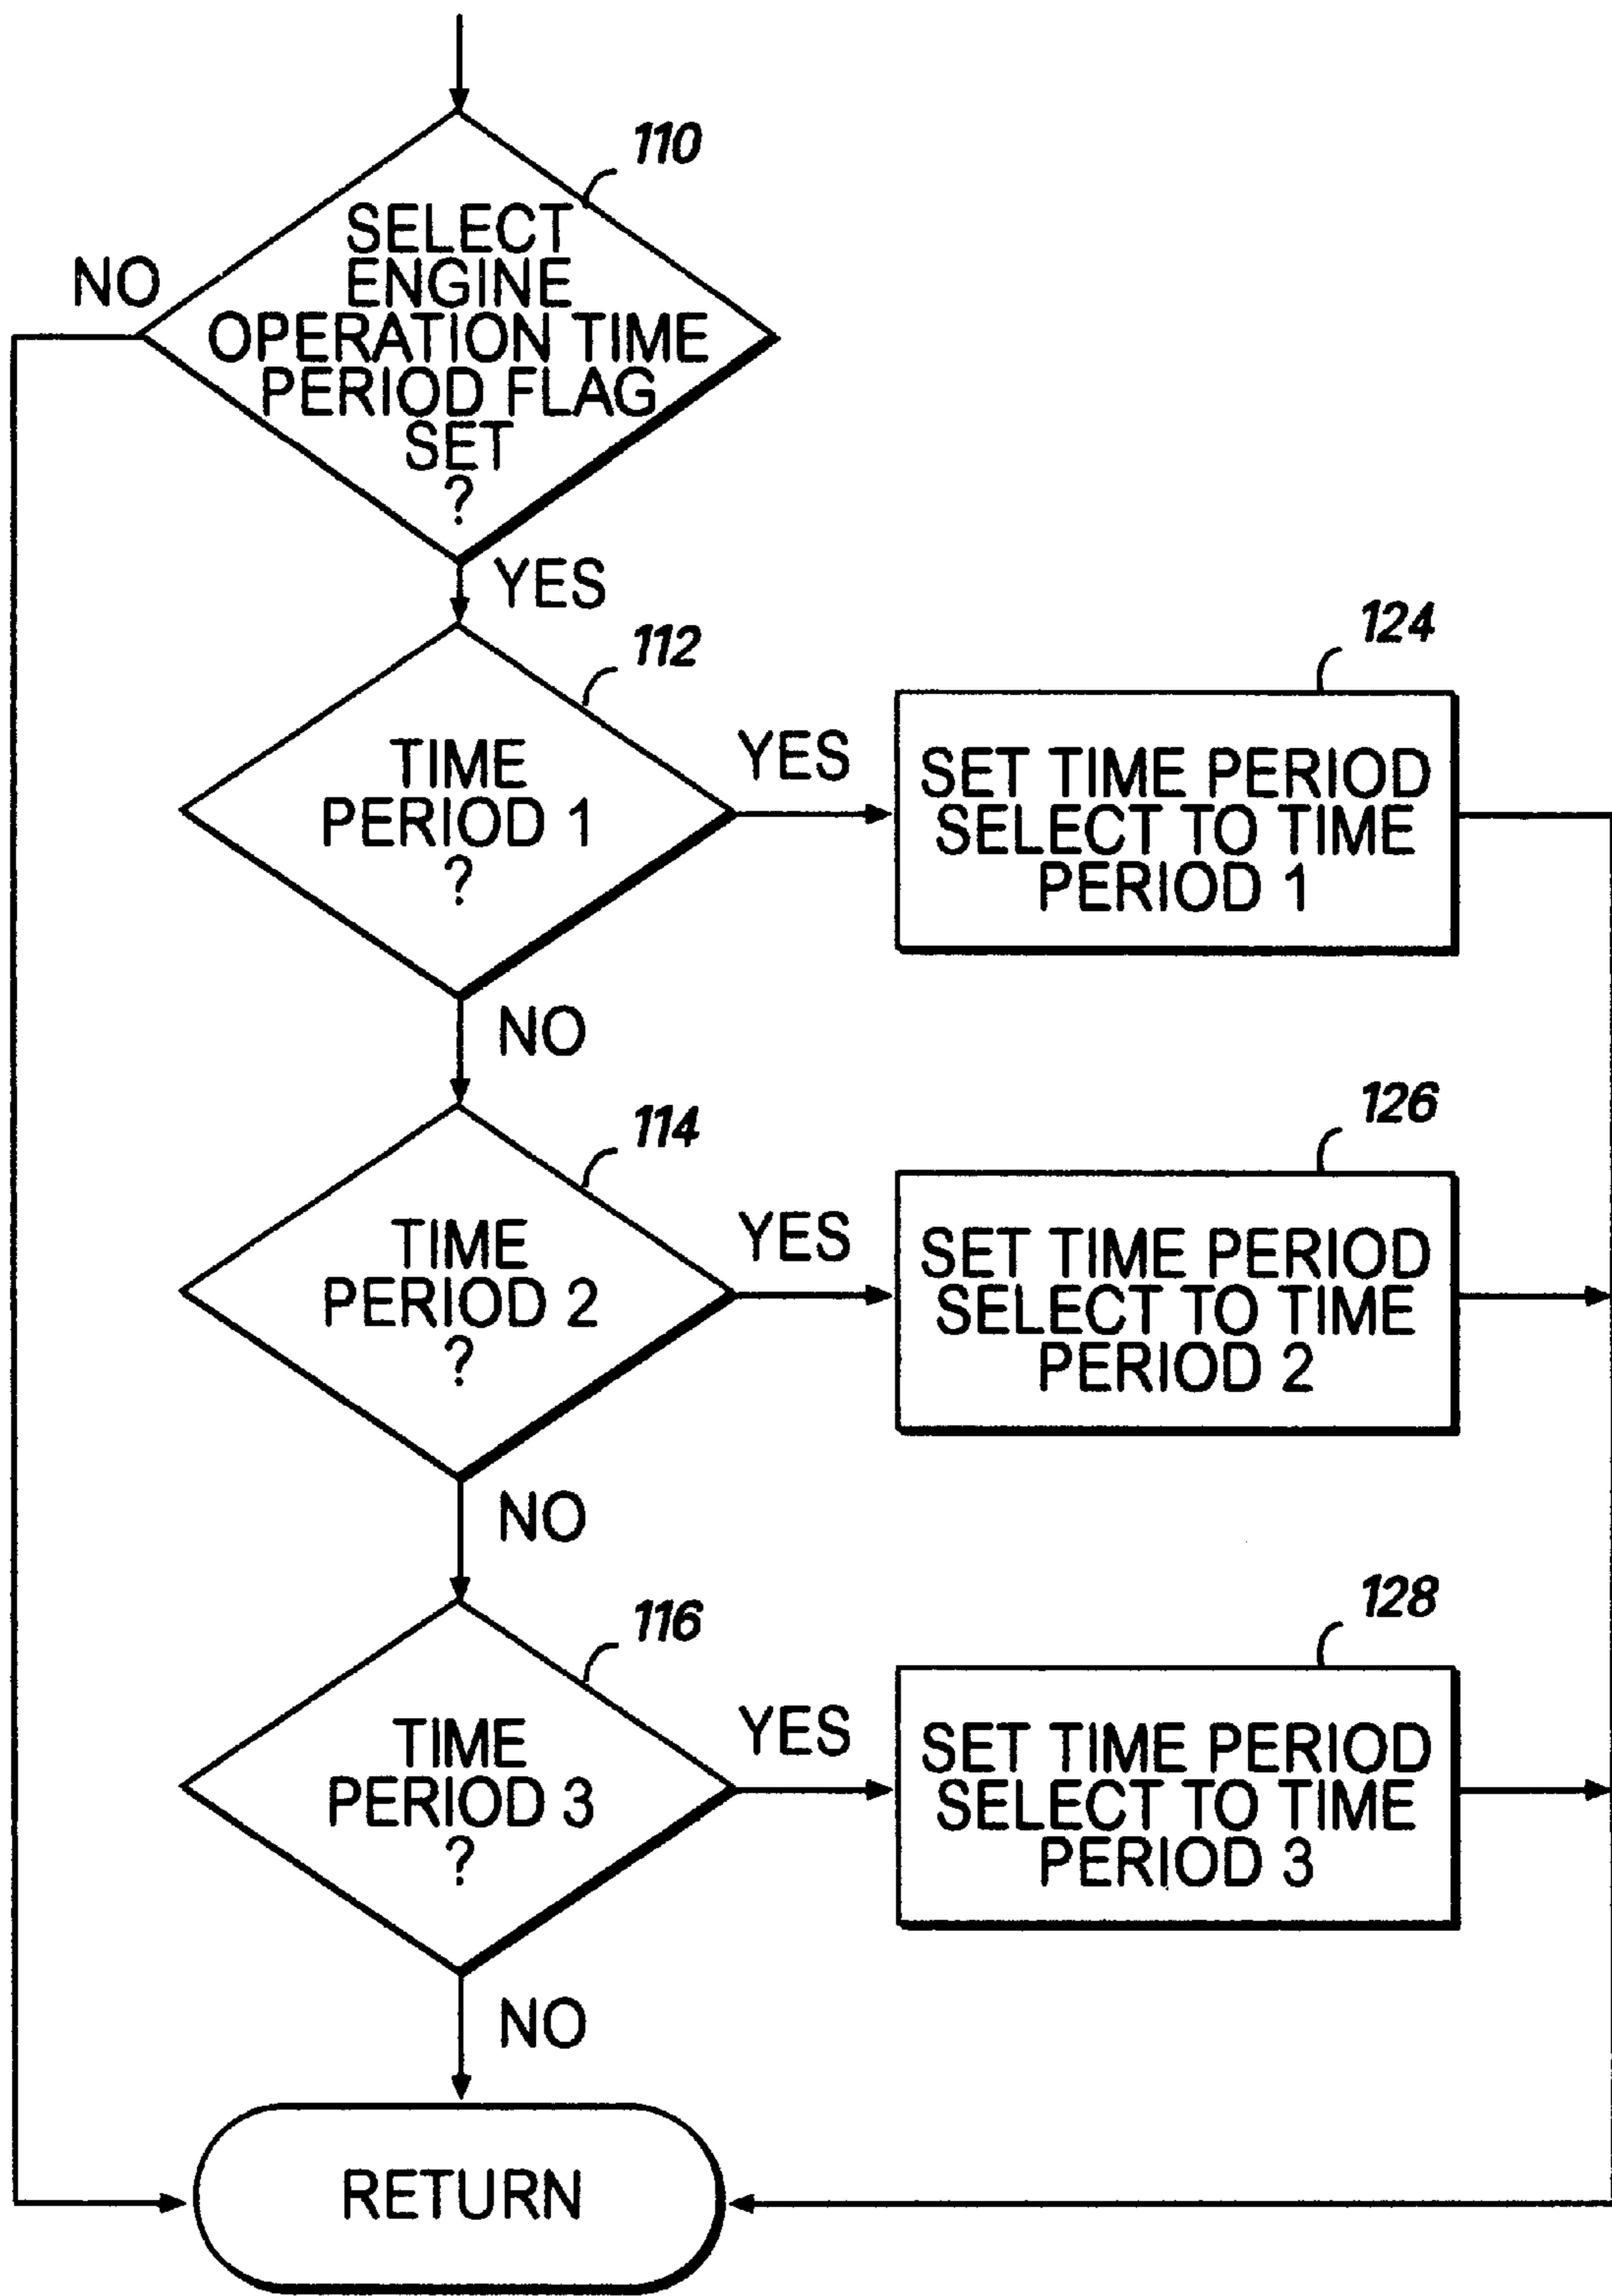 110
SELECT
ENGINE
OPERATION TIME
PERIOD FLAG
SET
?
NO
YES
112
TIME
PERIOD 1
?
YES
124
SET TIME PERIOD
SELECT TO TIME
PERIOD 1
NO
114
TIME
PERIOD 2
?
YES
126
SET TIME PERIOD
SELECT TO TIME
PERIOD 2
NO
116
TIME
PERIOD 3
?
YES
128
SET TIME PERIOD
SELECT TO TIME
PERIOD 3
NO
RETURN